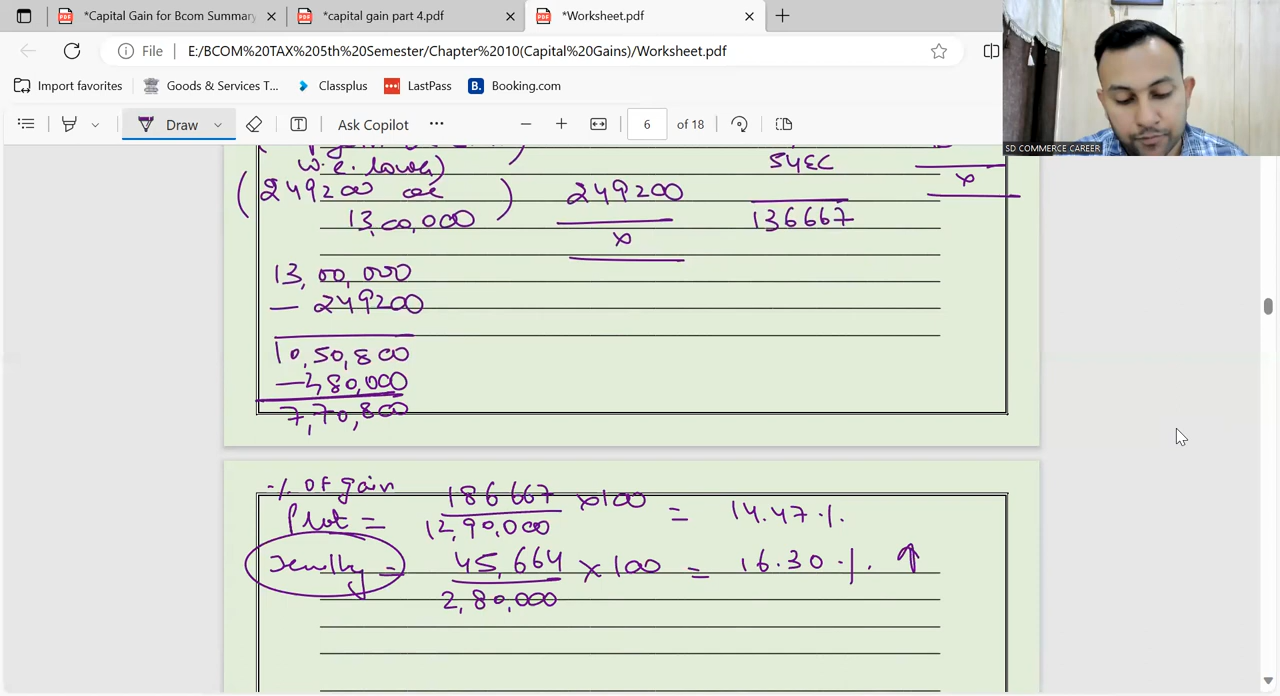 *Capital Gain for Bcom Summary
*capital gain part 4.pdf
*Worksheet.pdf
File E:/BCOM%20TAX%205th%20Semester/Chapter%2010(Capital%20Gains)/Worksheet.pdf
Import favorites Goods & Services T... Classplus LastPass Booking.com
Draw Ask Copilot 6 of 18
SD COMMERCE CAREER
w.e. lower)
54EC
(249200 or
13,00,000)
249200
136667
x
x
13,00,000
- 249200
10,50,800
- 2,80,000
7,70,800
% OF gain
Plot = 186667 / 12,90,000 x 100 = 14.47 %.
= 45,664 / 2,80,000 x 100 = 16.30 %. ↑